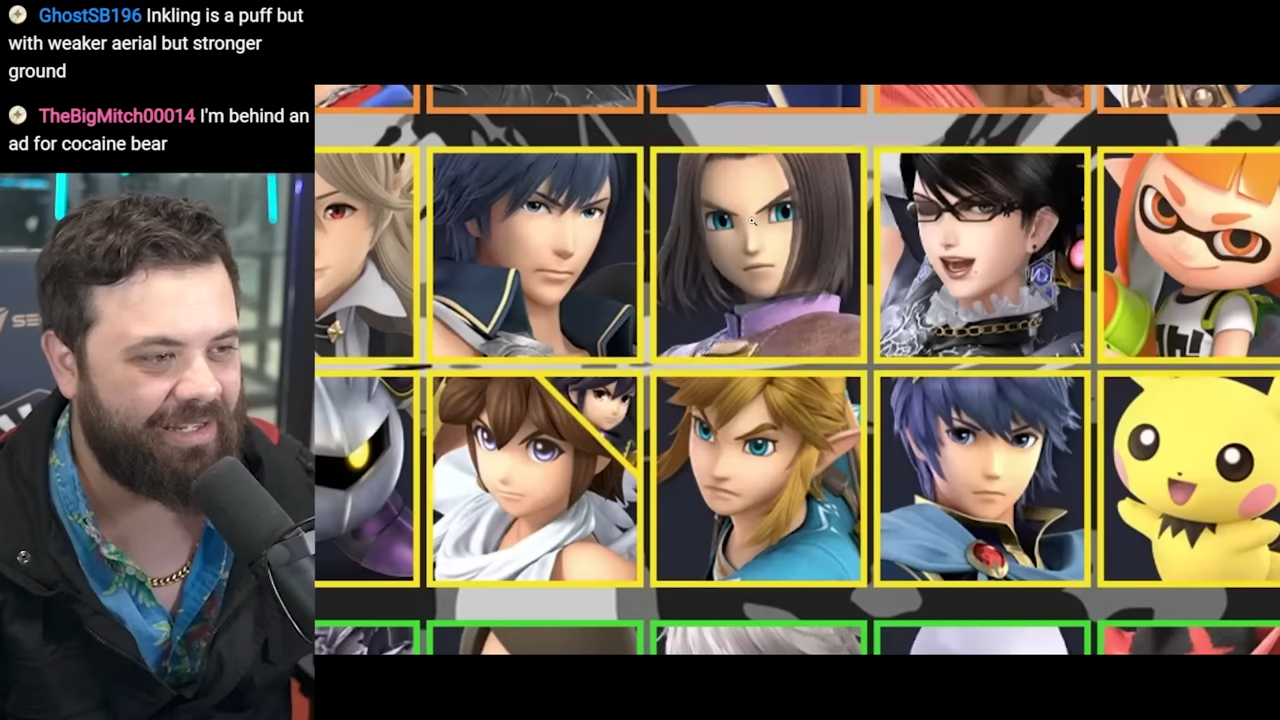 GhostSB196 Inkling is a puff but
with weaker aerial but stronger
ground
TheBigMitch00014 I'm behind an
ad for cocaine bear